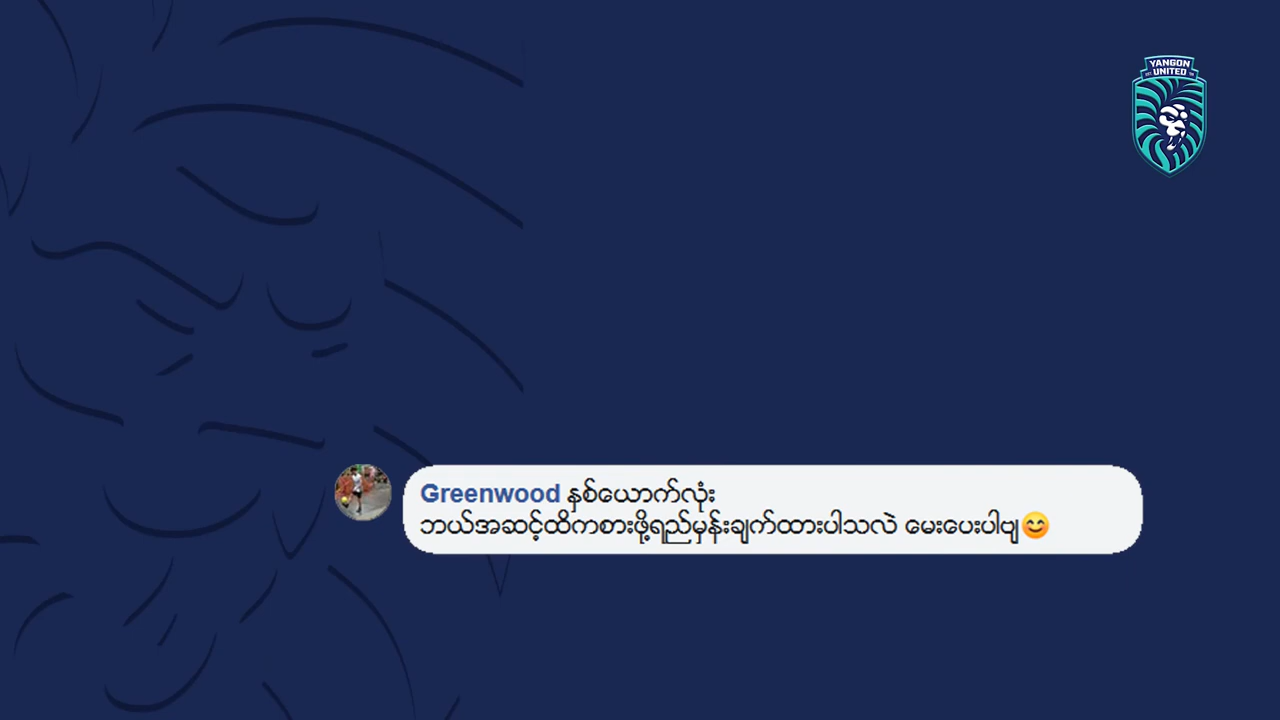 YANGON
UNITED
Greenwood နှစ်ယောက်လုံး
ဘယ်အဆင့်ထိကစားဖို့ရည်မှန်းချက်ထားပါသလဲ မေးပေးပါဗျ😊